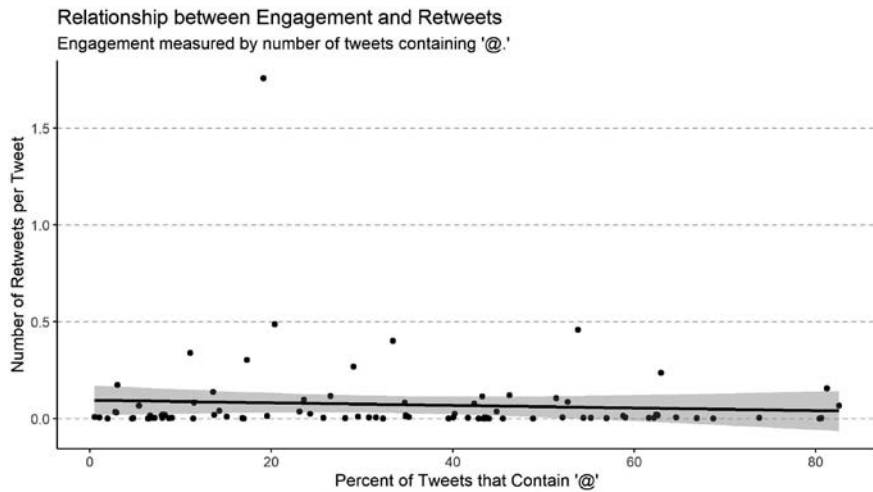 Relationship between Engagement and Retweets
Engagement measured by number of tweets containing '@.'
Number of Retweets per Tweet
1.5
1.0
0.5
0.0
0 20 40 60 80
Percent of Tweets that Contain '@'